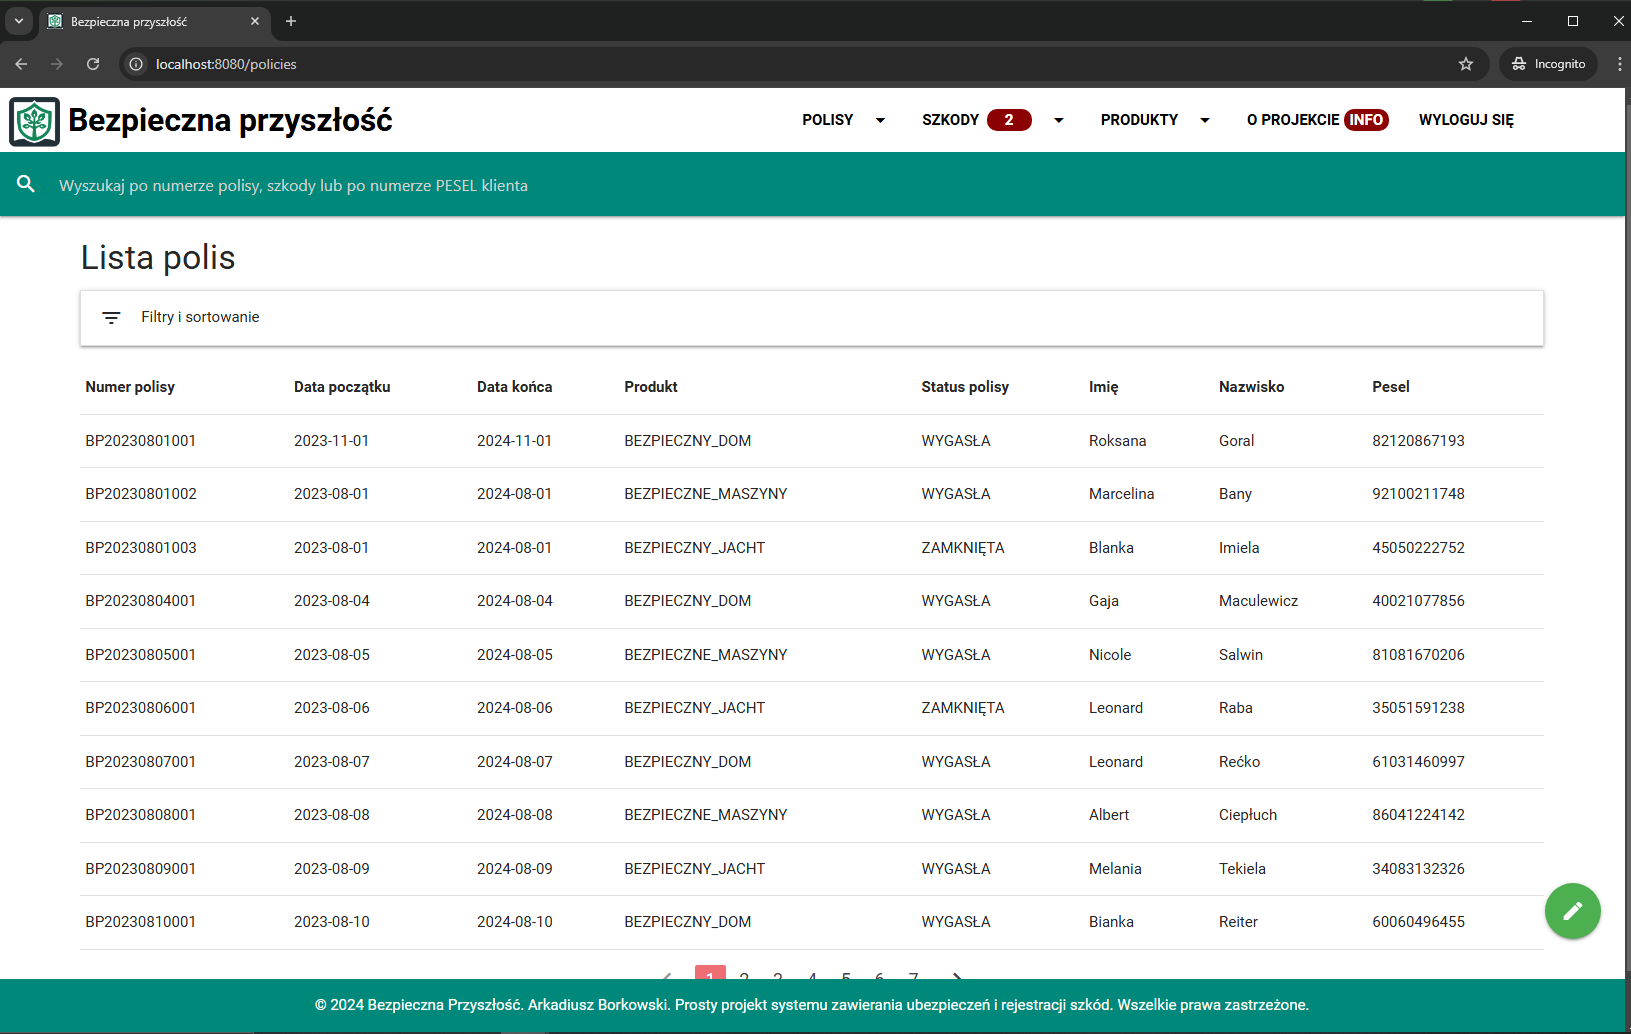 Bezpieczna przyszłość
localhost:8080/policies
Incognito
Bezpieczna przyszłość
POLISY SZKODY 2 PRODUKTY O PROJEKCIE INFO WYLOGUJ SIĘ
Wyszukaj po numerze polisy, szkody lub po numerze PESEL klienta
Lista polis
Filtry i sortowanie
Numer polisy Data początku Data końca Produkt Status polisy Imię Nazwisko Pesel
BP20230801001 2023-11-01 2024-11-01 BEZPIECZNY_DOM WYGASŁA Roksana Goral 82120867193
BP20230801002 2023-08-01 2024-08-01 BEZPIECZNE_MASZYNY WYGASŁA Marcelina Bany 92100211748
BP20230801003 2023-08-01 2024-08-01 BEZPIECZNY_JACHT ZAMKNIĘTA Blanka Imiela 45050222752
BP20230804001 2023-08-04 2024-08-04 BEZPIECZNY_DOM WYGASŁA Gaja Maculewicz 40021077856
BP20230805001 2023-08-05 2024-08-05 BEZPIECZNE_MASZYNY WYGASŁA Nicole Salwin 81081670206
BP20230806001 2023-08-06 2024-08-06 BEZPIECZNY_JACHT ZAMKNIĘTA Leonard Raba 35051591238
BP20230807001 2023-08-07 2024-08-07 BEZPIECZNY_DOM WYGASŁA Leonard Rećko 61031460997
BP20230808001 2023-08-08 2024-08-08 BEZPIECZNE_MASZYNY WYGASŁA Albert Ciepłuch 86041224142
BP20230809001 2023-08-09 2024-08-09 BEZPIECZNY_JACHT WYGASŁA Melania Tekiela 34083132326
BP20230810001 2023-08-10 2024-08-10 BEZPIECZNY_DOM WYGASŁA Bianka Reiter 60060496455
1 2 3 4 5 6 7
© 2024 Bezpieczna Przyszłość. Arkadiusz Borkowski. Prosty projekt systemu zawierania ubezpieczeń i rejestracji szkód. Wszelkie prawa zastrzeżone.